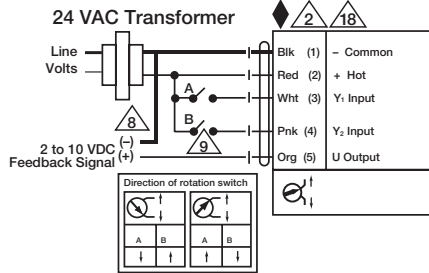 24 VAC Transformer
2
18
Line
Volts
Blk (1) – Common
Red (2) + Hot
A
Wht (3) Y₁ Input
8
B
Pnk (4) Y₂ Input
9
2 to 10 VDC (–)
Feedback Signal (+)
Org (5) U Output
Direction of rotation switch
A B A B